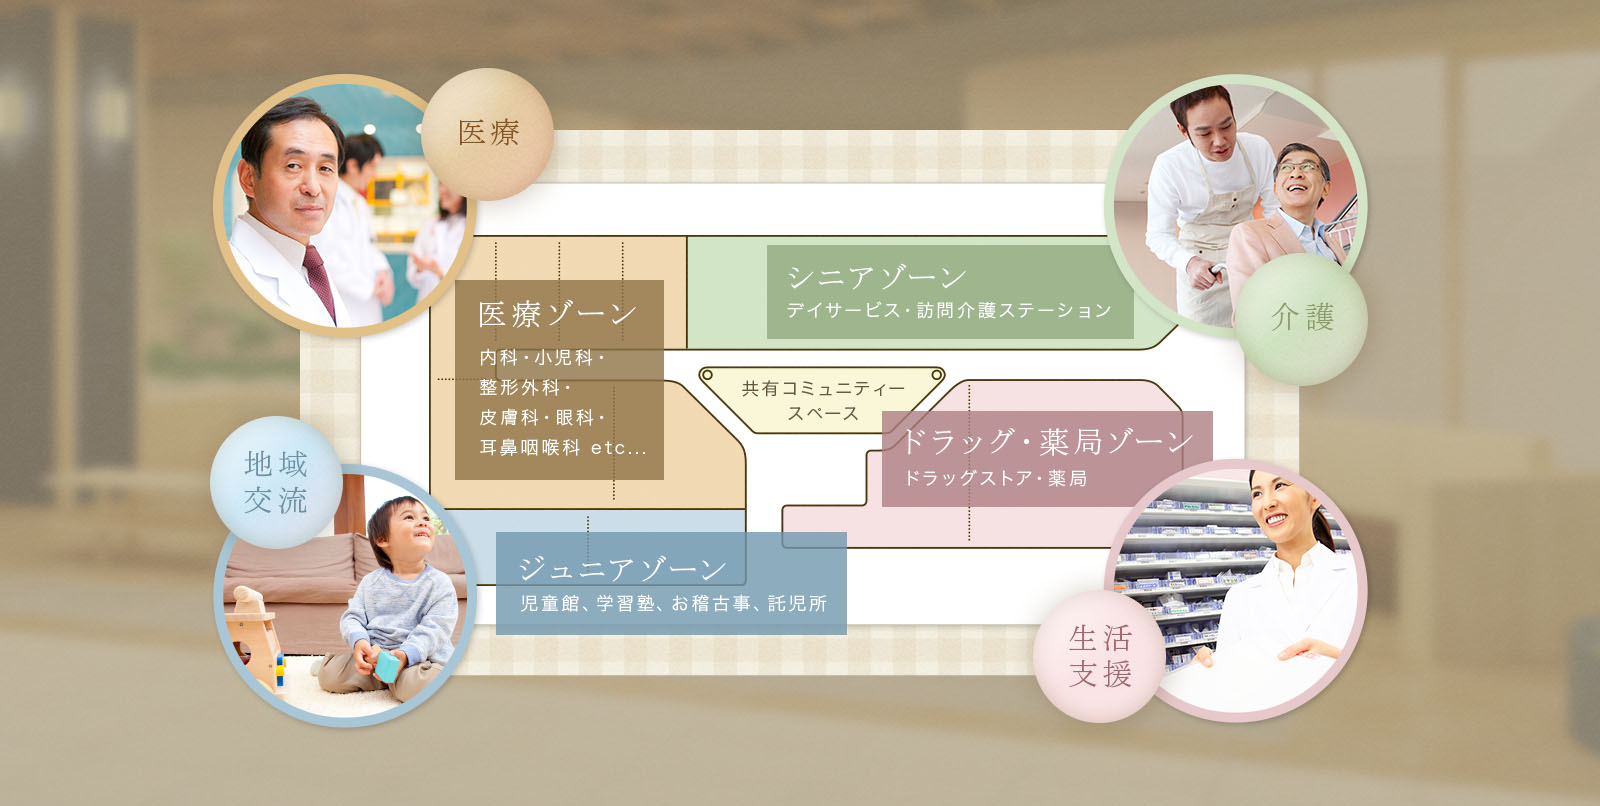 医療
シニアゾーン
デイサービス・訪問介護ステーション
介護
医療ゾーン
内科・小児科・
整形外科・
皮膚科・眼科・
耳鼻咽喉科 etc...
共有コミュニティー
スペース
ドラッグ・薬局ゾーン
ドラッグストア・薬局
地域
交流
ジュニアゾーン
児童館、学習塾、お稽古事、託児所
生活
支援